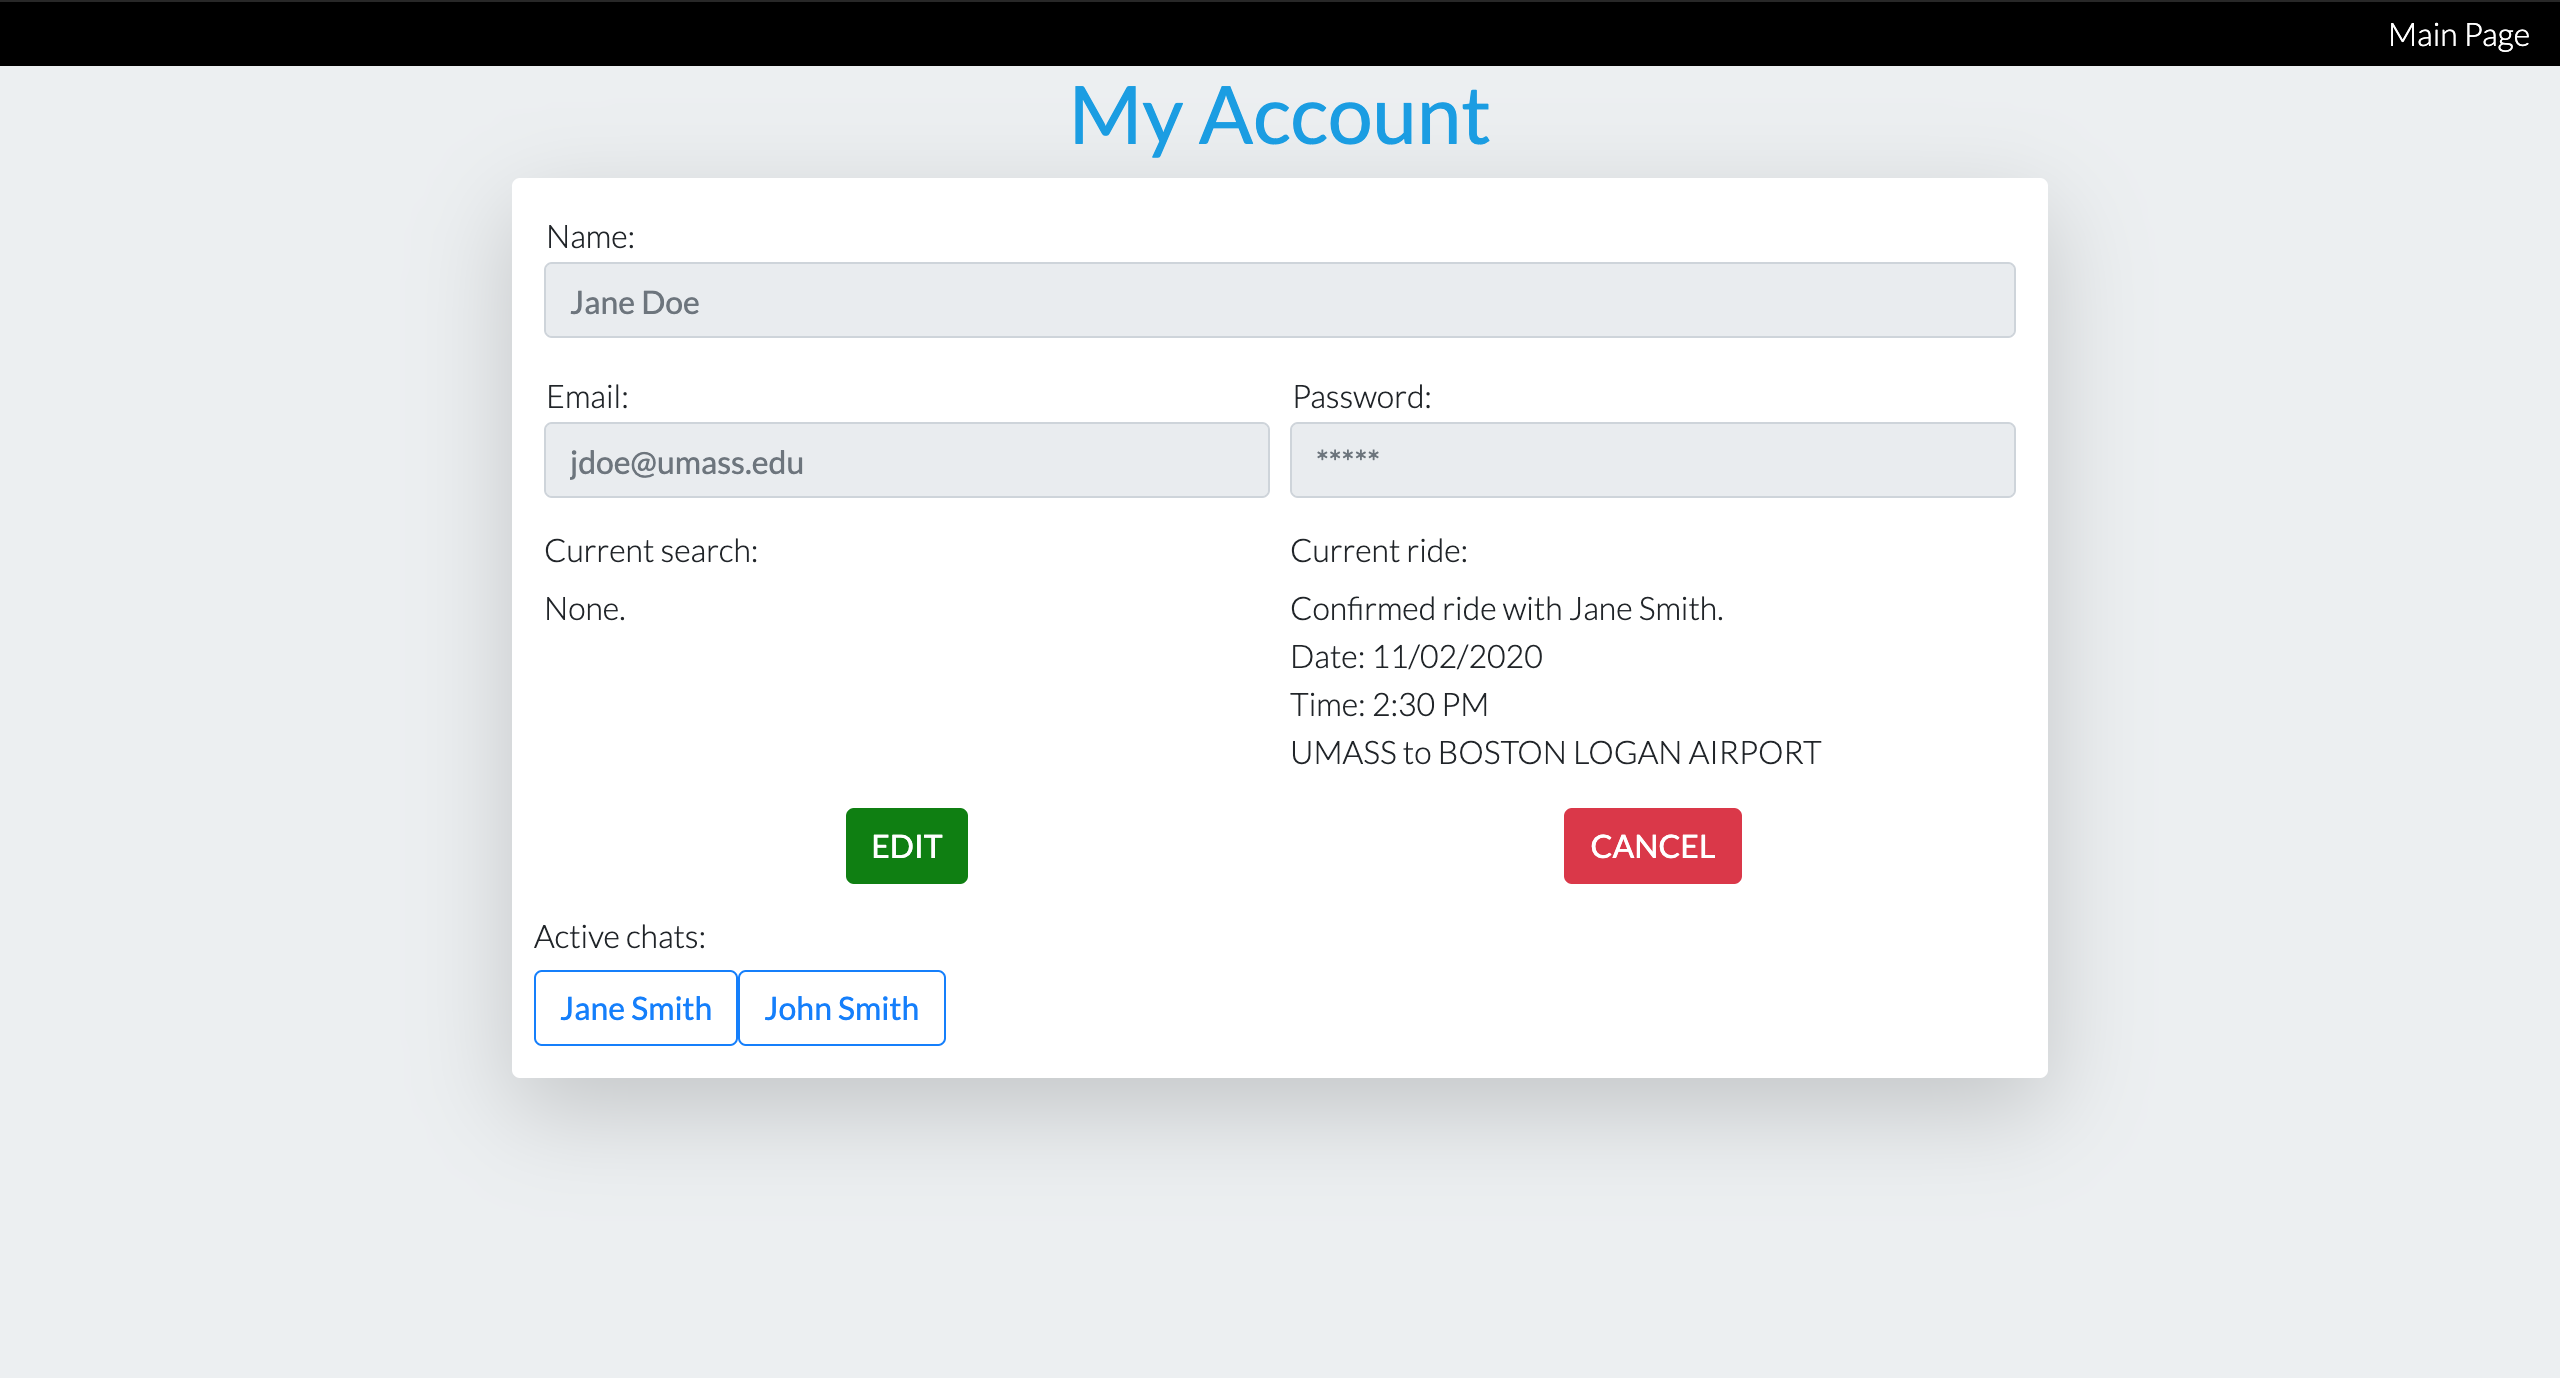 Main Page
My Account
Name:
Jane Doe
Email:
Password:
jdoe@umass.edu
*****
Current search:
Current ride:
None.
Confirmed ride with Jane Smith.
Date: 11/02/2020
Time: 2:30 PM
UMASS to BOSTON LOGAN AIRPORT
EDIT
CANCEL
Active chats:
Jane Smith
John Smith